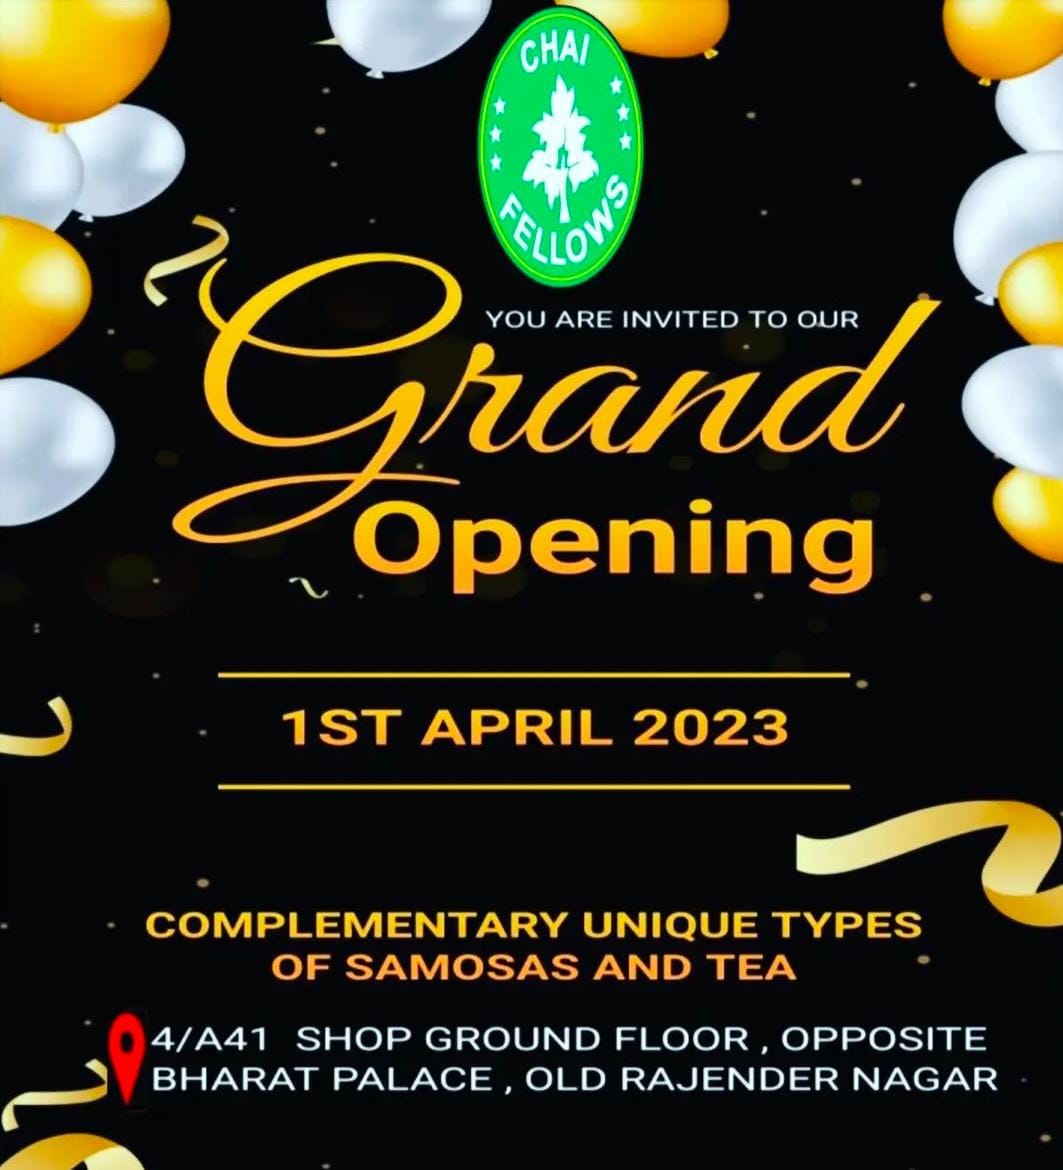 CHAI
FELLOWS
YOU ARE INVITED TO OUR
Grand
Opening
1ST APRIL 2023
COMPLEMENTARY UNIQUE TYPES
OF SAMOSAS AND TEA
4/A41 SHOP GROUND FLOOR , OPPOSITE
BHARAT PALACE , OLD RAJENDER NAGAR